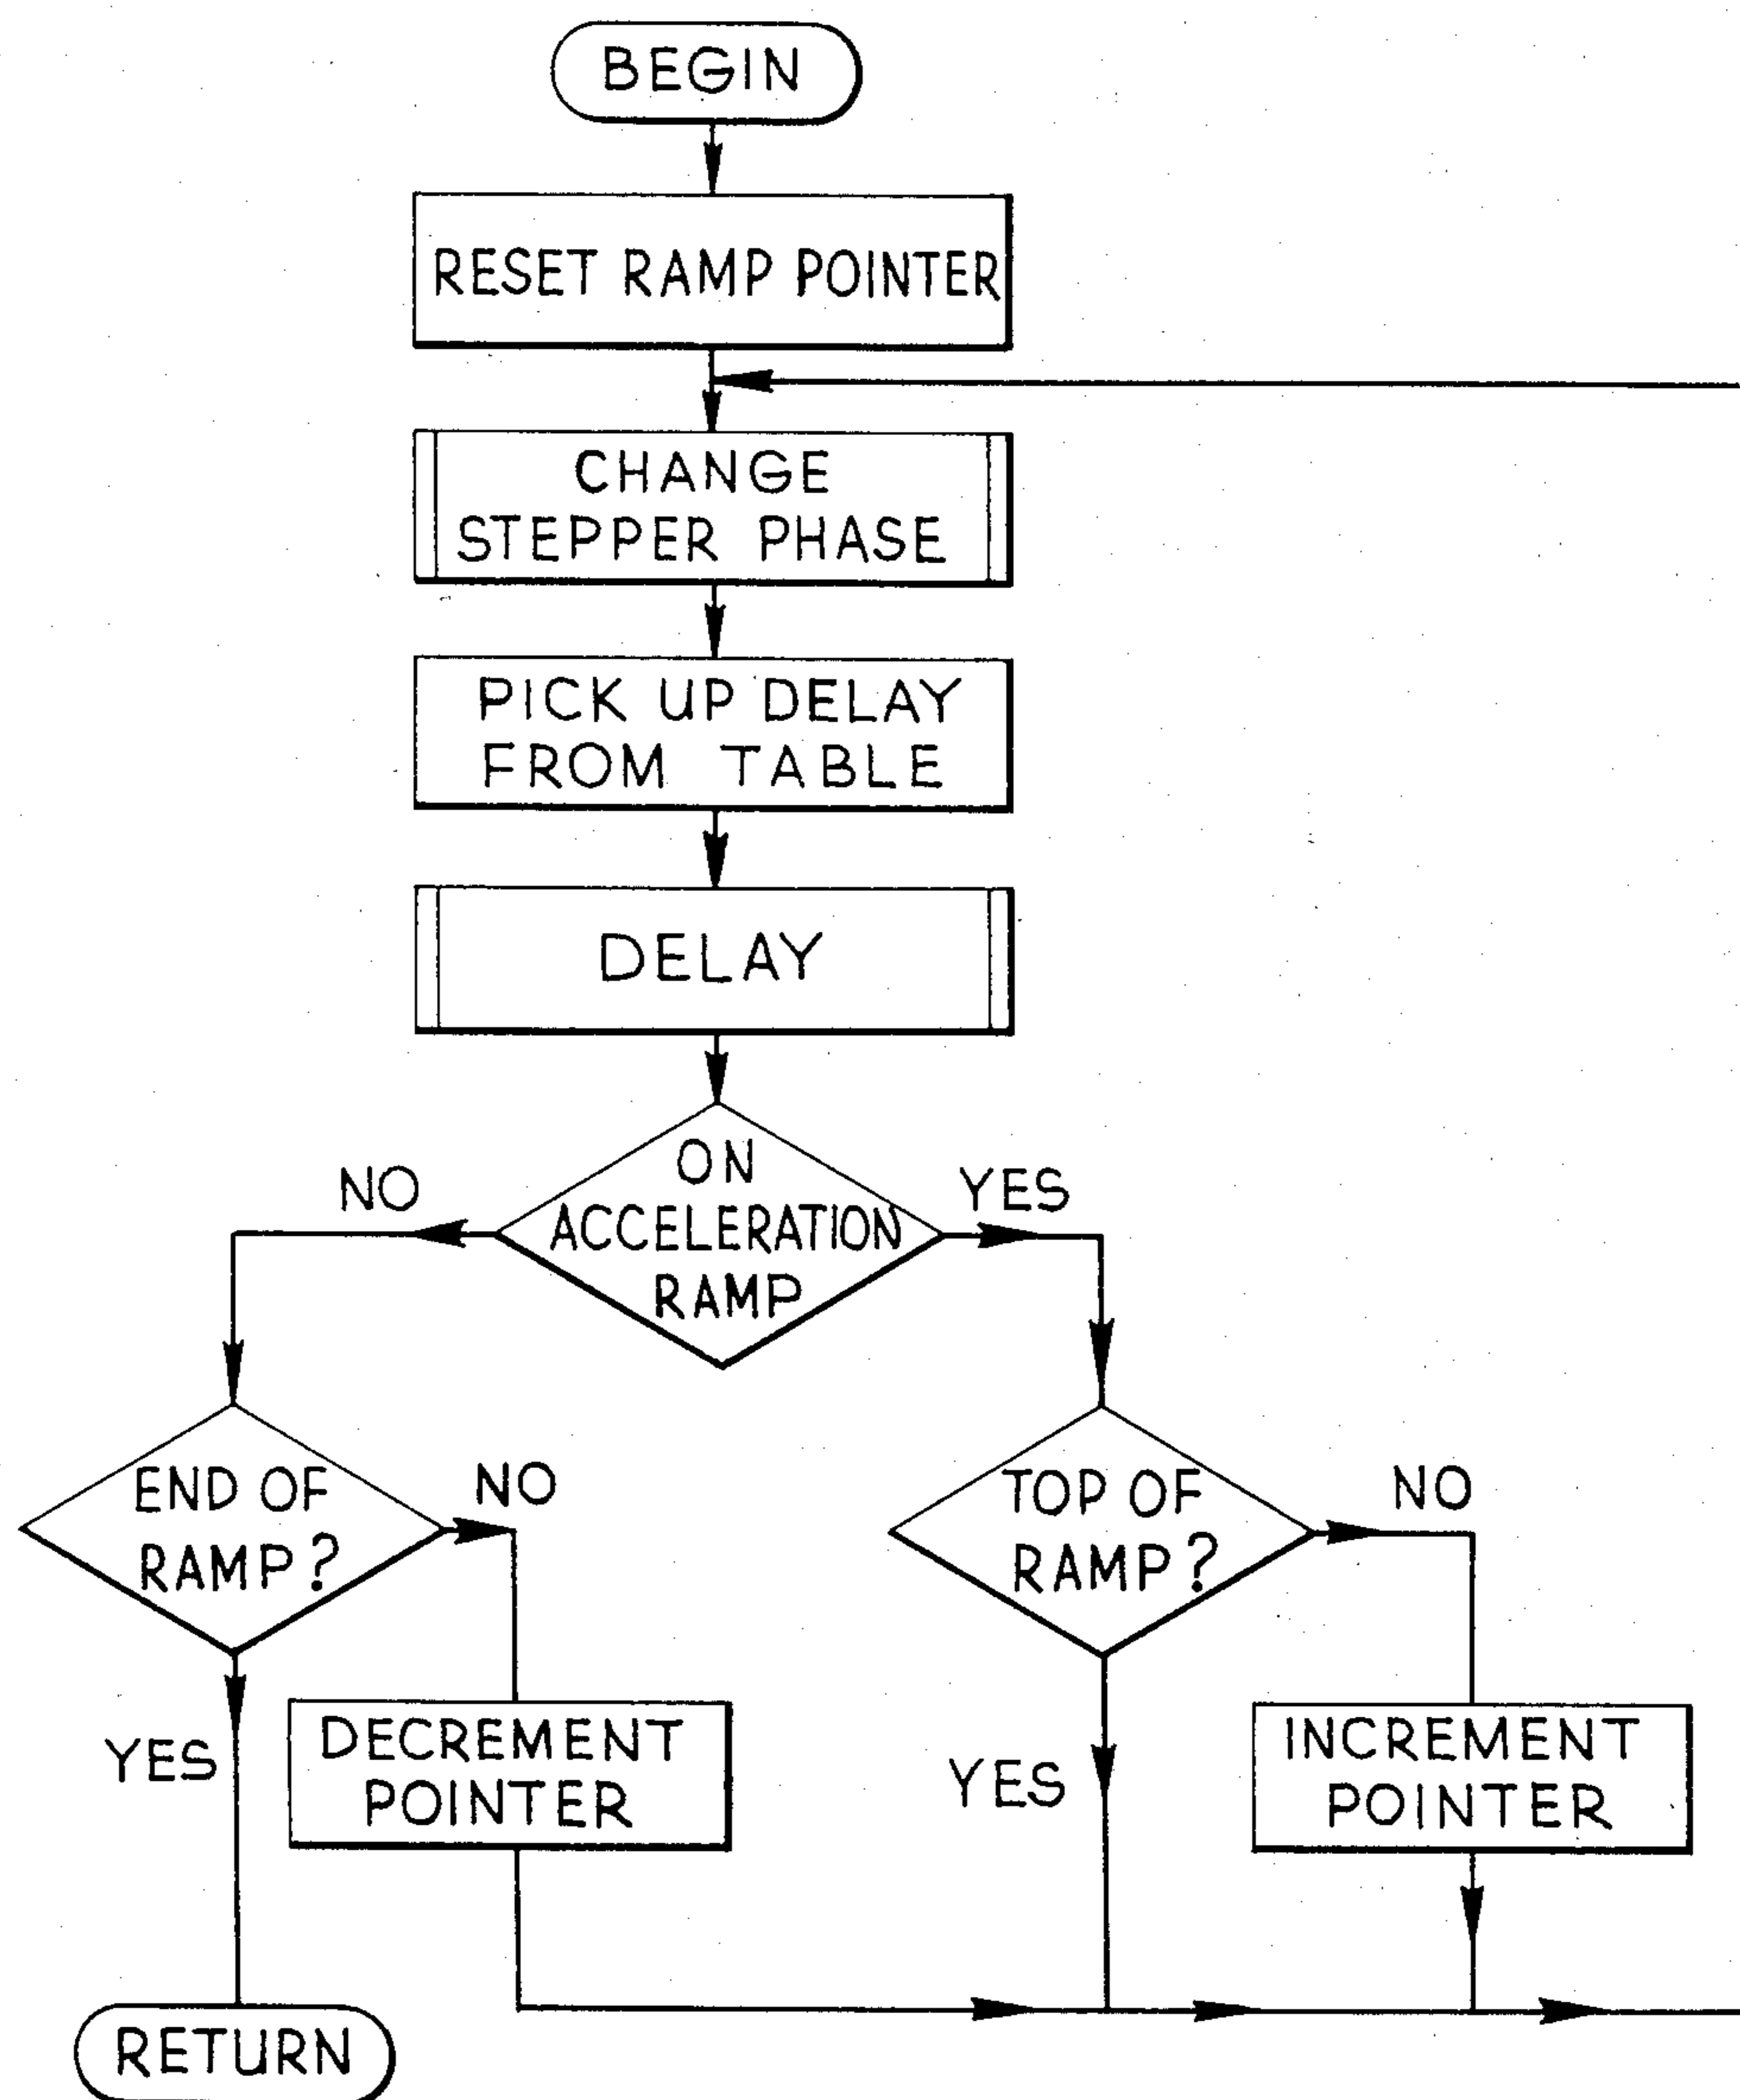 BEGIN
RESET RAMP POINTER
CHANGE
STEPPER PHASE
PICK UP DELAY
FROM TABLE
DELAY
ON
ACCELERATION
RAMP
NO
YES
END OF
RAMP?
NO
TOP OF
RAMP?
NO
YES
DECREMENT
POINTER
YES
INCREMENT
POINTER
RETURN